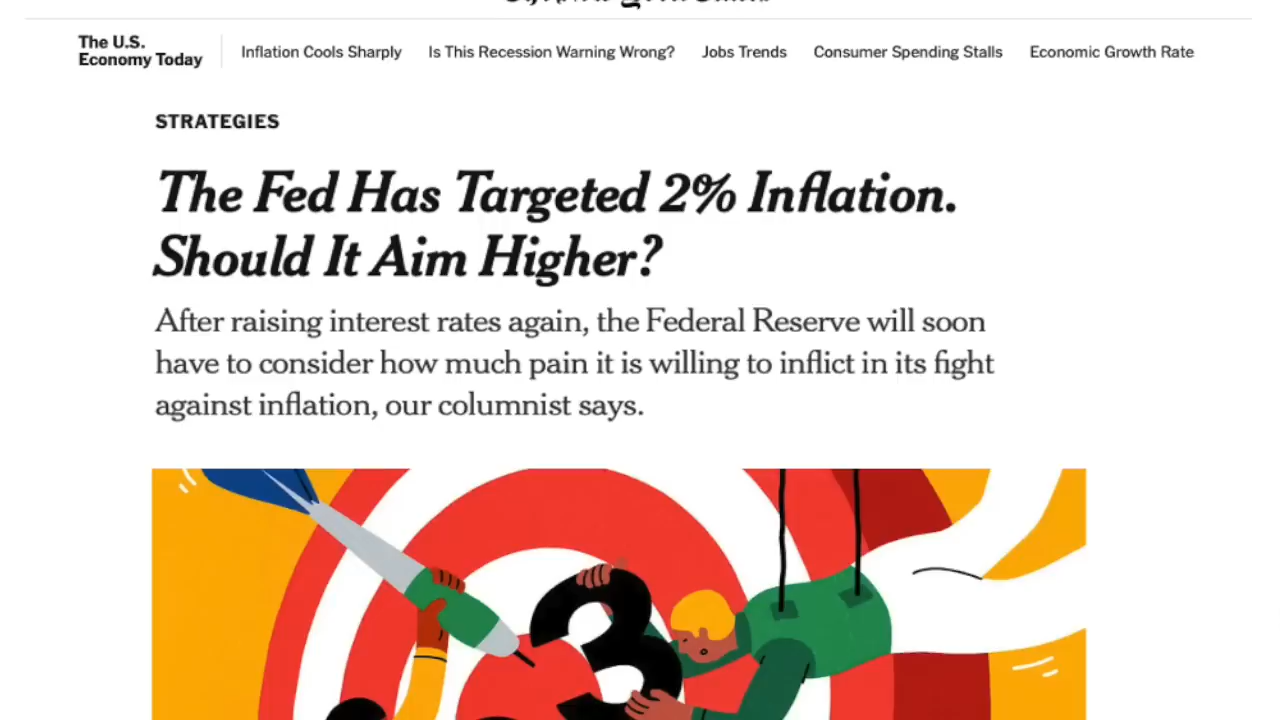 The U.S.
Economy Today
Inflation Cools Sharply
Is This Recession Warning Wrong?
Jobs Trends
Consumer Spending Stalls
Economic Growth Rate
STRATEGIES
The Fed Has Targeted 2% Inflation.
Should It Aim Higher?
After raising interest rates again, the Federal Reserve will soon
have to consider how much pain it is willing to inflict in its fight
against inflation, our columnist says.
3